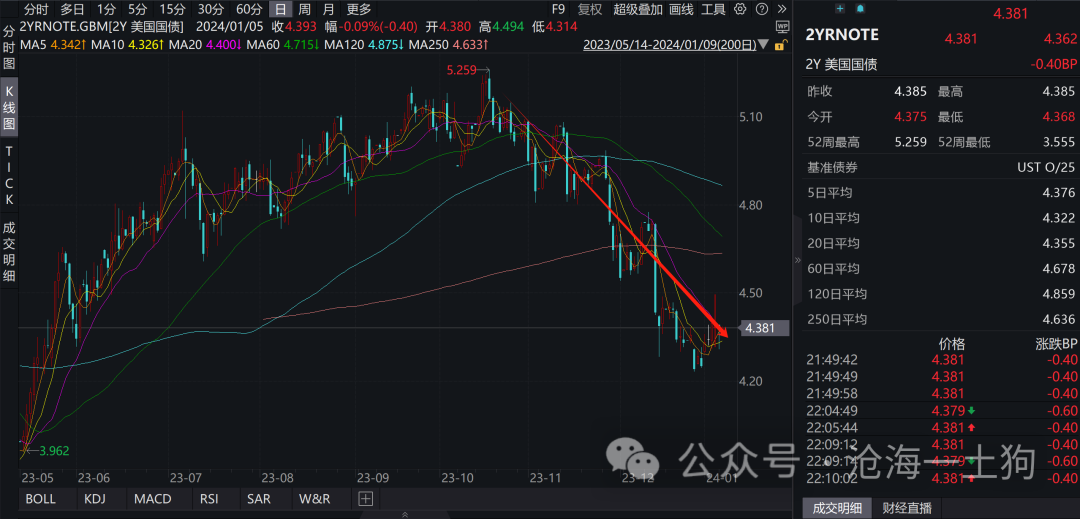 分时 多日 1分 5分 15分 30分 60分 日 周 月 更多 F9 复权 超级叠加 画线 工具
2YRNOTE.GBM[2Y 美国国债] 2024/01/05 收4.393 幅-0.09%(-0.40) 开4.380 高4.494 低4.314
MA5 4.342↑ MA10 4.326↑ MA20 4.400↓ MA60 4.715↓ MA120 4.875↓ MA250 4.633↑ 2023/05/14-2024/01/09(200日)
WP
分时图
K线图
TICK
成交明细
5.259
5.10
4.80
4.50
4.381
4.20
3.962
23-05 23-06 23-07 23-08 23-09 23-10 23-11 23-12 24-01
BOLL KDJ MACD RSI SAR W&R
4.381
2YRNOTE 4.381 4.362
2Y 美国国债 -0.40BP
昨收 4.385 最高 4.385
今开 4.375 最低 4.368
52周最高 5.259 52周最低 3.555
基准债券 UST O/25
5日平均 4.376
10日平均 4.322
20日平均 4.355
60日平均 4.678
120日平均 4.859
250日平均 4.636
价格 涨跌BP
21:49:42 4.381 -0.40
21:49:49 4.381 -0.40
21:49:58 4.381 -0.40
22:04:49 4.379 -0.60
22:05:44 4.381 -0.40
22:09:12 4.381 -0.40
22:09:14 4.379 -0.60
22:10:02 4.381 -0.40
成交明细 财经直播
公众号 · 沧海一土狗